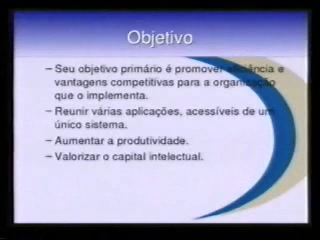 Objetivo
– Seu objetivo primário é promover eficiência e
vantagens competitivas para a organização
que o implementa.
– Reunir várias aplicações, acessíveis de um
único sistema.
– Aumentar a produtividade.
– Valorizar o capital intelectual.